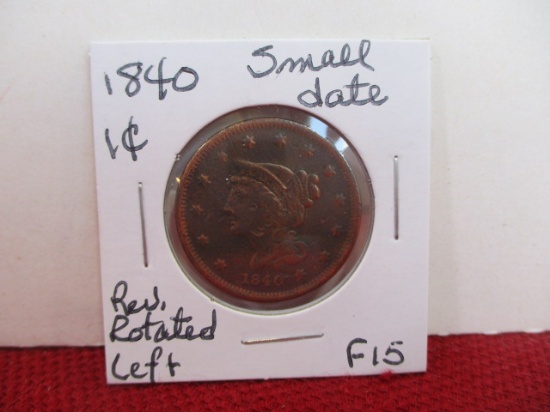 1840
Small
date
1¢
1840
Rev.
Rotated
Left
F15